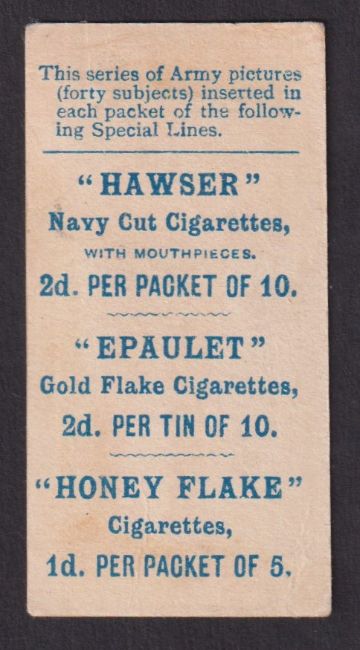 This series of Army pictures
(forty subjects) inserted in
each packet of the follow-
ing Special Lines.
"HAWSER"
Navy Cut Cigarettes,
WITH MOUTHPIECES.
2d. PER PACKET OF 10.
"EPAULET"
Gold Flake Cigarettes,
2d. PER TIN OF 10.
"HONEY FLAKE"
Cigarettes,
1d. PER PACKET OF 5.